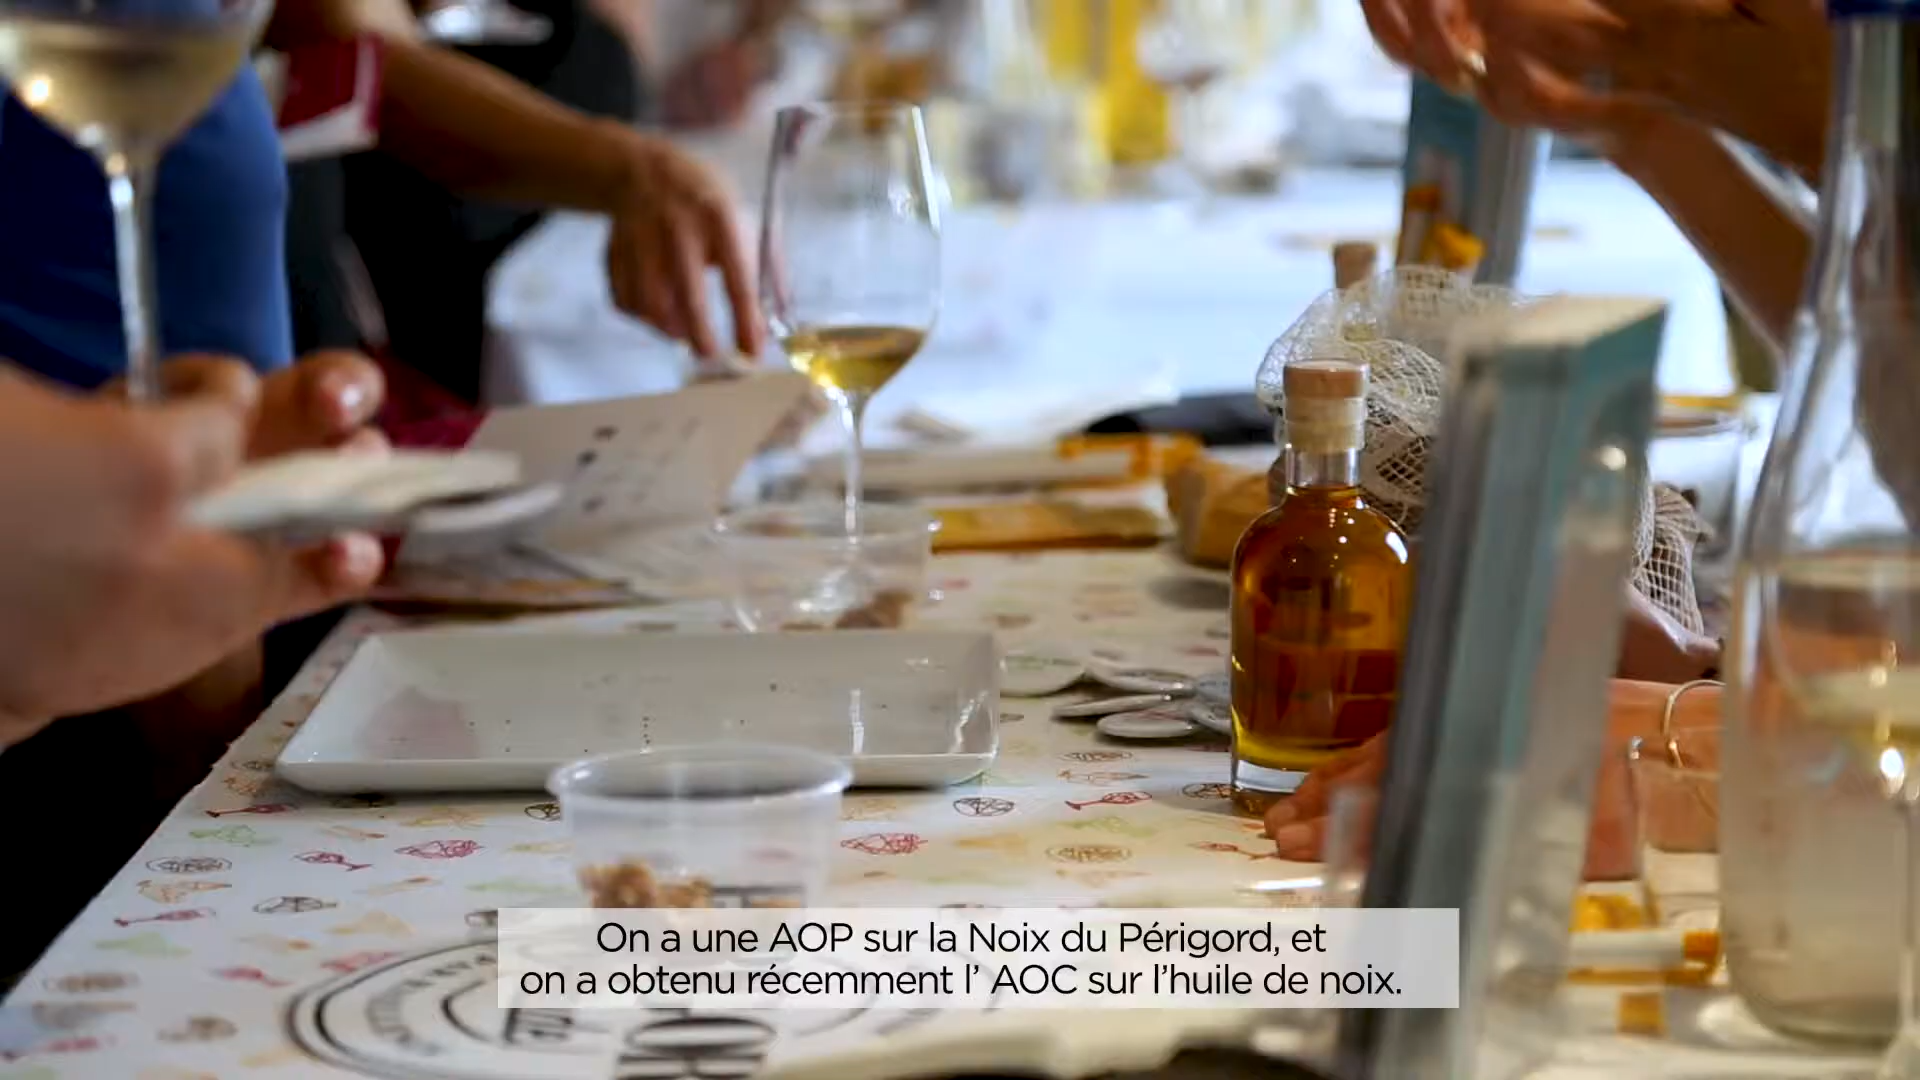 On a une AOP sur la Noix du Périgord, et
on a obtenu récemment l’ AOC sur l’huile de noix.